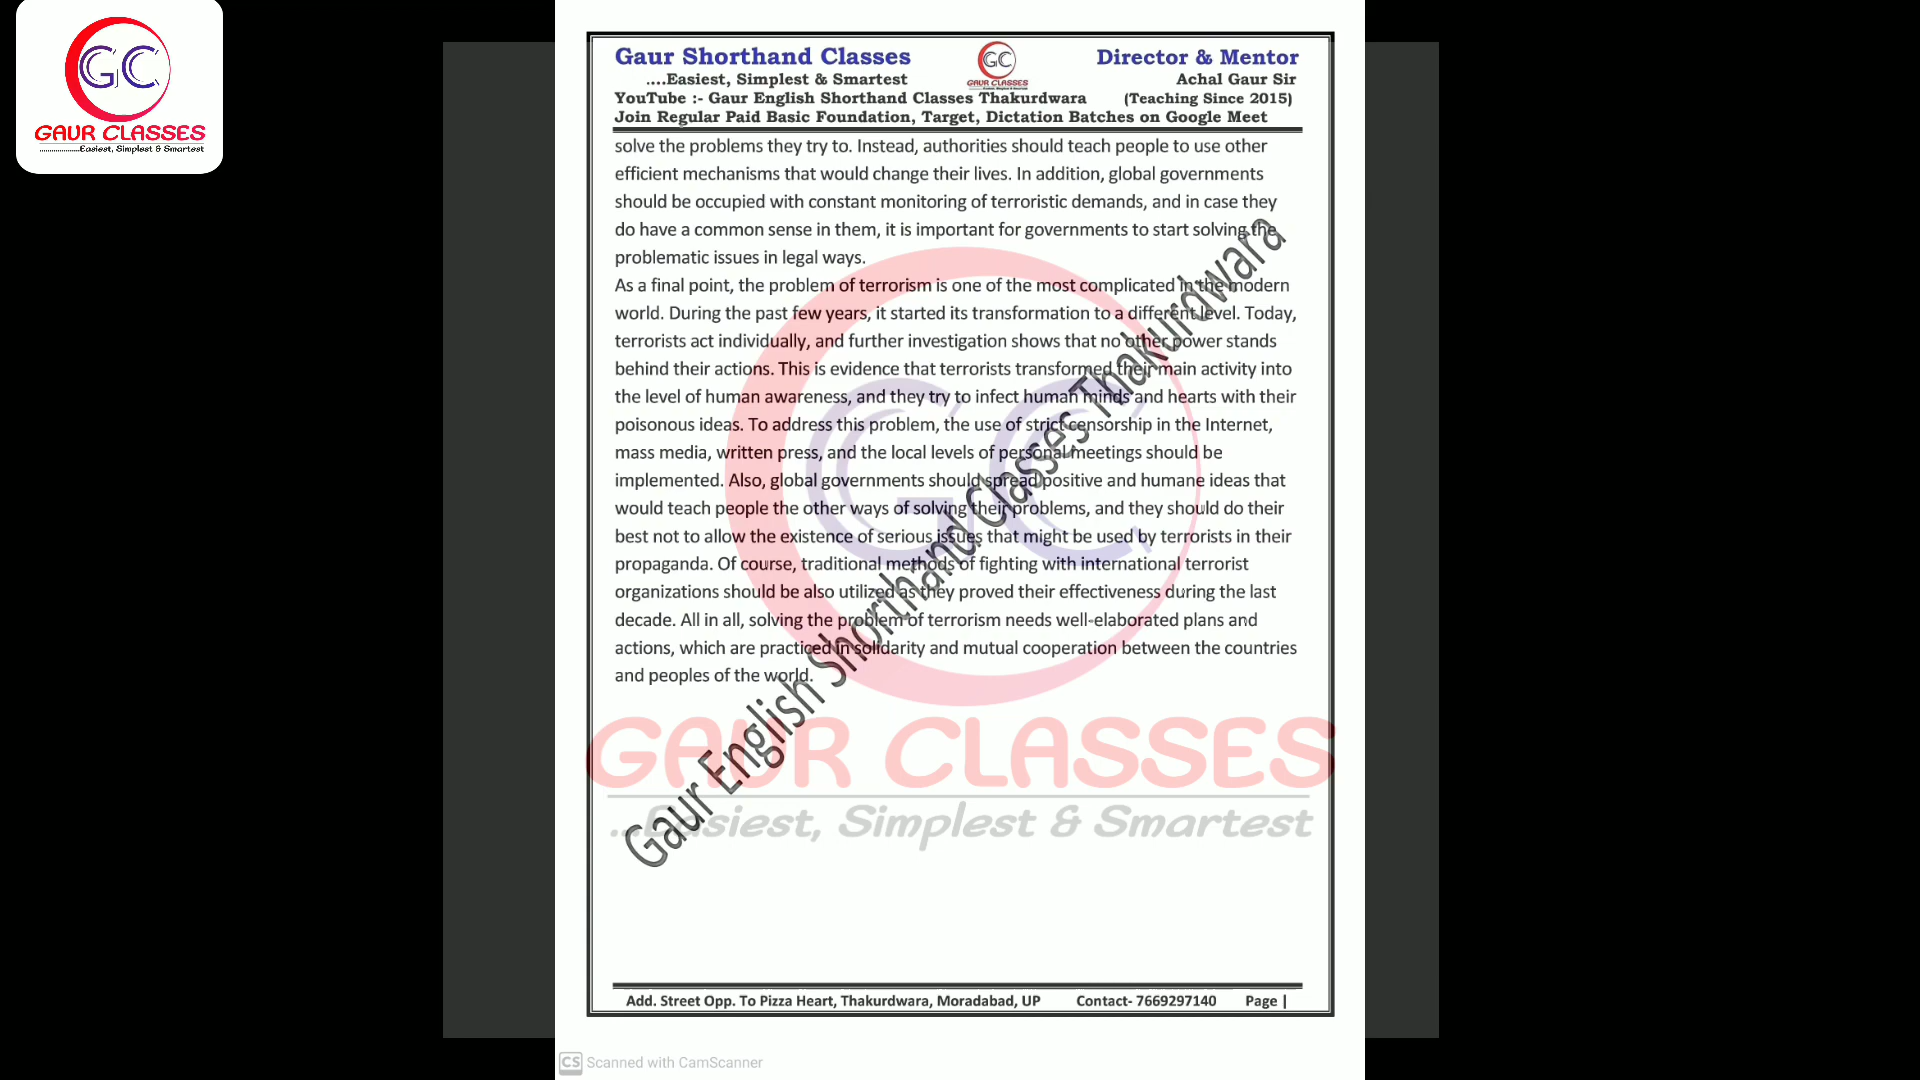 GC
GAUR CLASSES
....................Easiest, Simplest & Smartest
Gaur Shorthand Classes
....Easiest, Simplest & Smartest
GC
GAUR CLASSES
Director & Mentor
Achal Gaur Sir
YouTube :- Gaur English Shorthand Classes Thakurdwara (Teaching Since 2015)
Join Regular Paid Basic Foundation, Target, Dictation Batches on Google Meet
solve the problems they try to. Instead, authorities should teach people to use other
efficient mechanisms that would change their lives. In addition, global governments
should be occupied with constant monitoring of terroristic demands, and in case they
do have a common sense in them, it is important for governments to start solving the
problematic issues in legal ways.
As a final point, the problem of terrorism is one of the most complicated in the modern
world. During the past few years, it started its transformation to a different level. Today,
terrorists act individually, and further investigation shows that no other power stands
behind their actions. This is evidence that terrorists transformed their main activity into
the level of human awareness, and they try to infect human minds and hearts with their
poisonous ideas. To address this problem, the use of strict censorship in the Internet,
mass media, written press, and the local levels of personal meetings should be
implemented. Also, global governments should spread positive and humane ideas that
would teach people the other ways of solving their problems, and they should do their
best not to allow the existence of serious issues that might be used by terrorists in their
propaganda. Of course, traditional methods of fighting with international terrorist
organizations should be also utilized as they proved their effectiveness during the last
decade. All in all, solving the problem of terrorism needs well-elaborated plans and
actions, which are practiced in solidarity and mutual cooperation between the countries
and peoples of the world.
Gaur English Shorthand Classes Thakurdwara
GC
GAUR CLASSES
...Easiest, Simplest & Smartest
Add. Street Opp. To Pizza Heart, Thakurdwara, Moradabad, UP Contact- 7669297140 Page |
CS Scanned with CamScanner